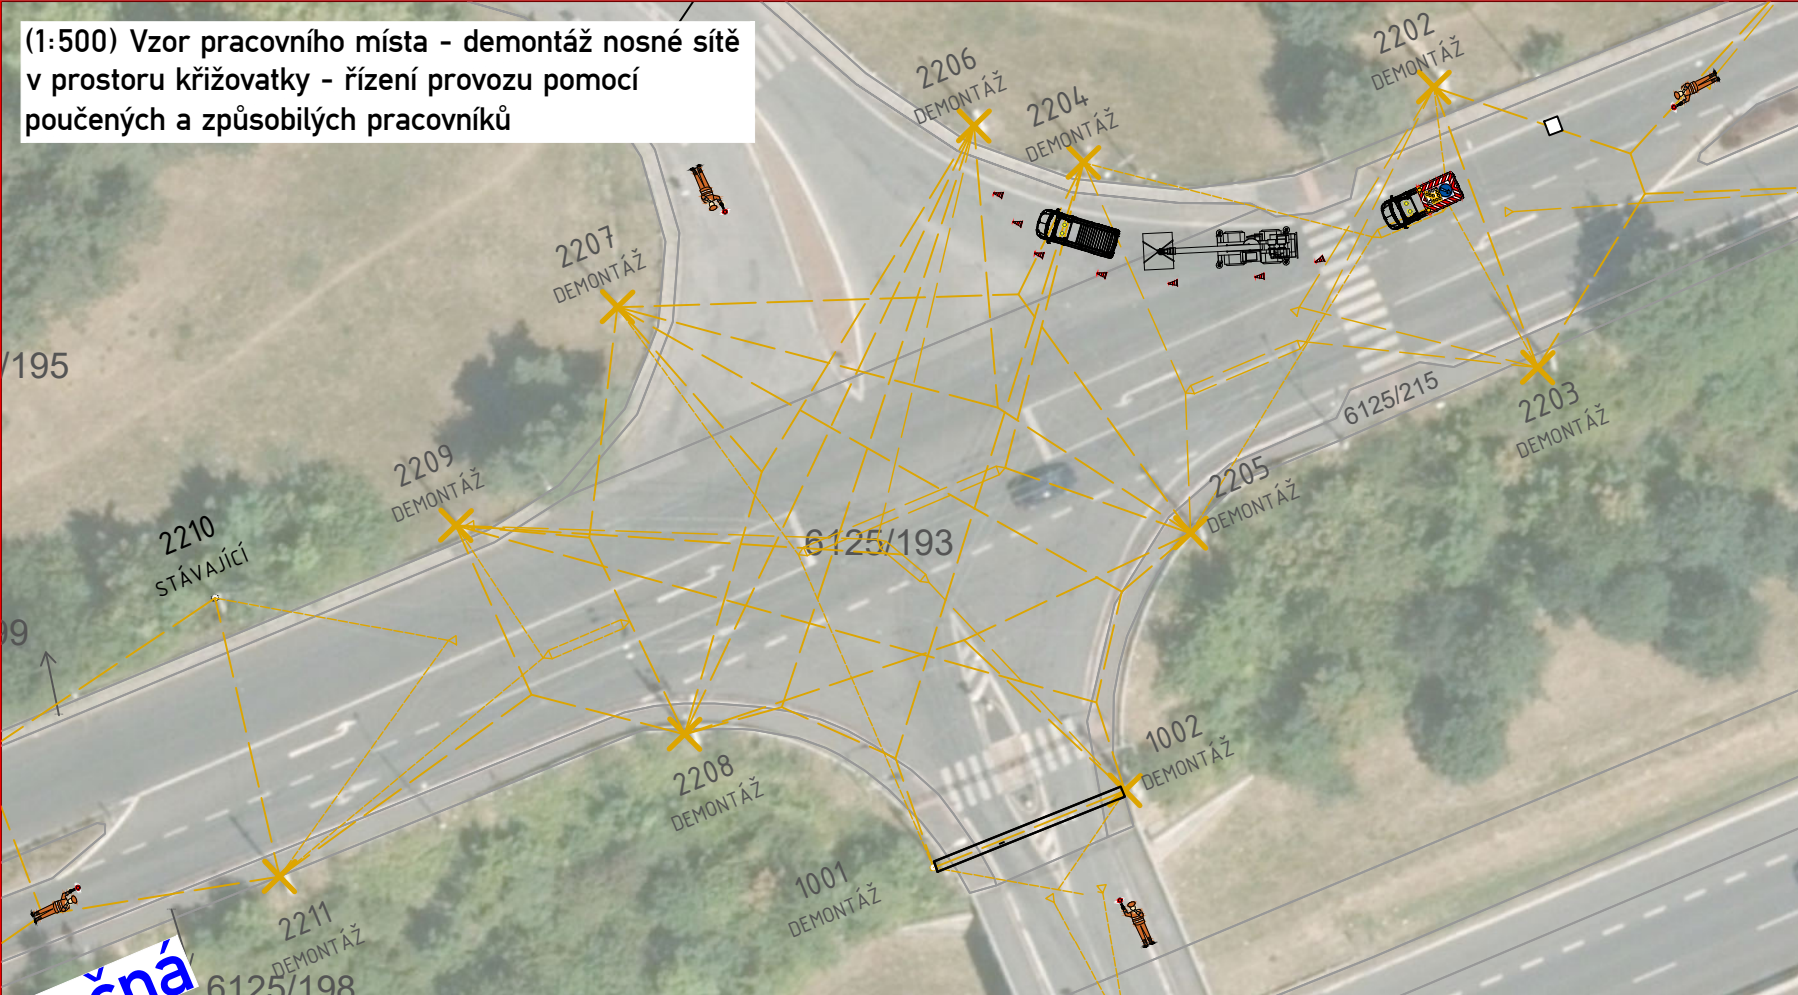 (1:500) Vzor pracovního místa - demontáž nosné sítě
v prostoru křižovatky - řízení provozu pomocí
poučených a způsobilých pracovníků
2202
DEMONTÁŽ
2206
DEMONTÁŽ
2204
DEMONTÁŽ
2207
DEMONTÁŽ
/195
6125/215
2203
DEMONTÁŽ
2209
DEMONTÁŽ
2205
DEMONTÁŽ
2210
STÁVAJÍCÍ
6125/193
99
1002
DEMONTÁŽ
2208
DEMONTÁŽ
1001
DEMONTÁŽ
2211
DEMONTÁŽ
čná
6125/198